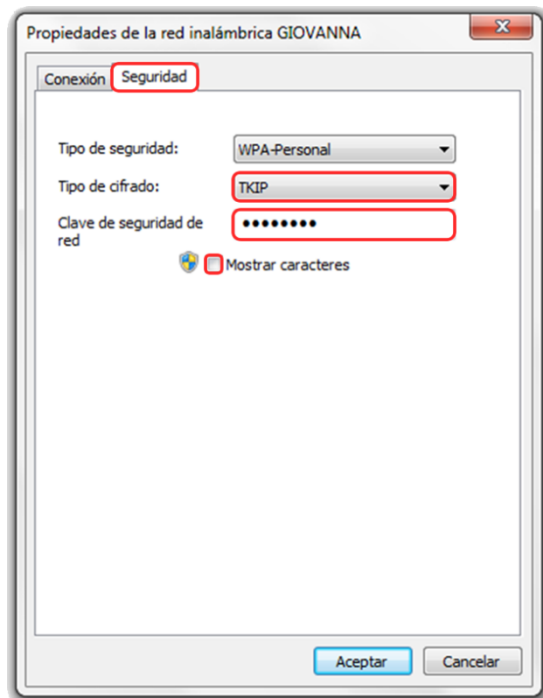 Propiedades de la red inalámbrica GIOVANNA
Conexión
Seguridad
Tipo de seguridad:
WPA-Personal
Tipo de cifrado:
TKIP
Clave de seguridad de
red
••••••••
Mostrar caracteres
Aceptar
Cancelar